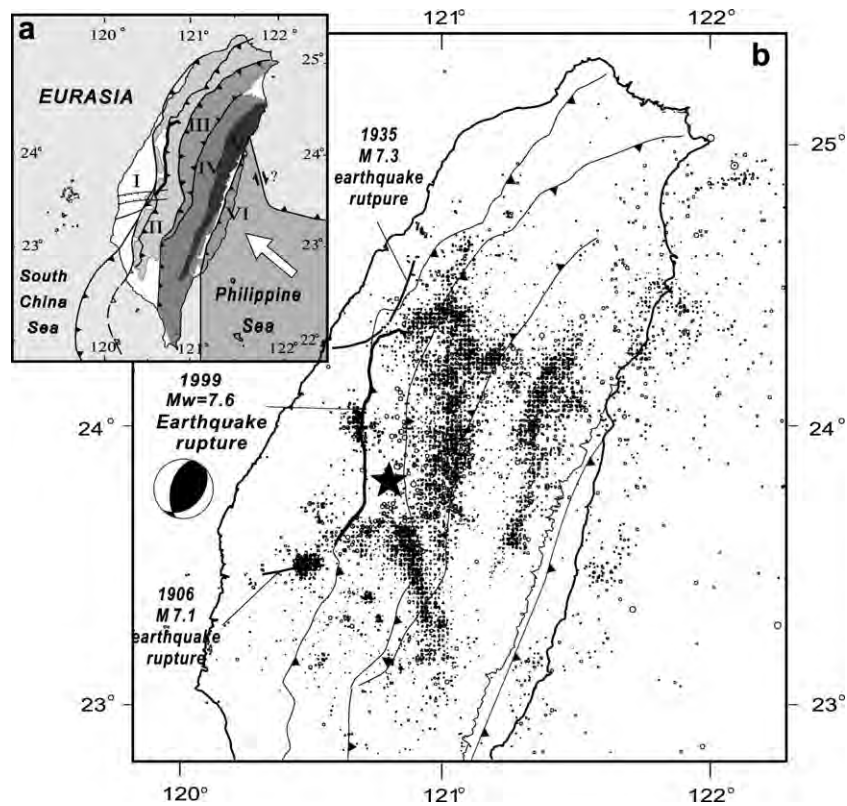 a
120°
121°
122°
25°
24°
23°
22°
EURASIA
I
II
III
IV
VI
?
South
China
Sea
Philippine
Sea
24°
23°
120°
121°
122°
b
120°
121°
122°
25°
24°
23°
1935
M 7.3
earthquake
rutpure
1999
Mw=7.6
Earthquake
rupture
24°
1906
M 7.1
earthquake
rupture
23°
120°
121°
122°